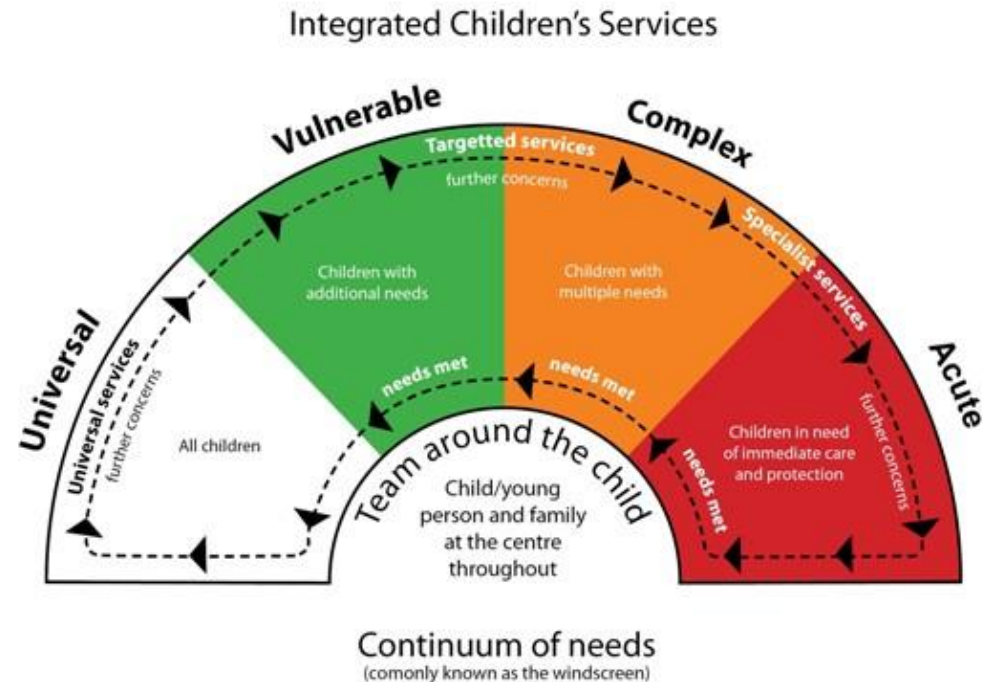 Integrated Children's Services
Universal
Vulnerable
Complex
Acute
Universal services
further concerns
All children
Targetted services
further concerns
Children with
additional needs
needs met
Children with
multiple needs
needs met
Specialist services
further concerns
Children in need
of immediate care
and protection
needs met
Team around the child
Child/young
person and family
at the centre
throughout
Continuum of needs
(comonly known as the windscreen)